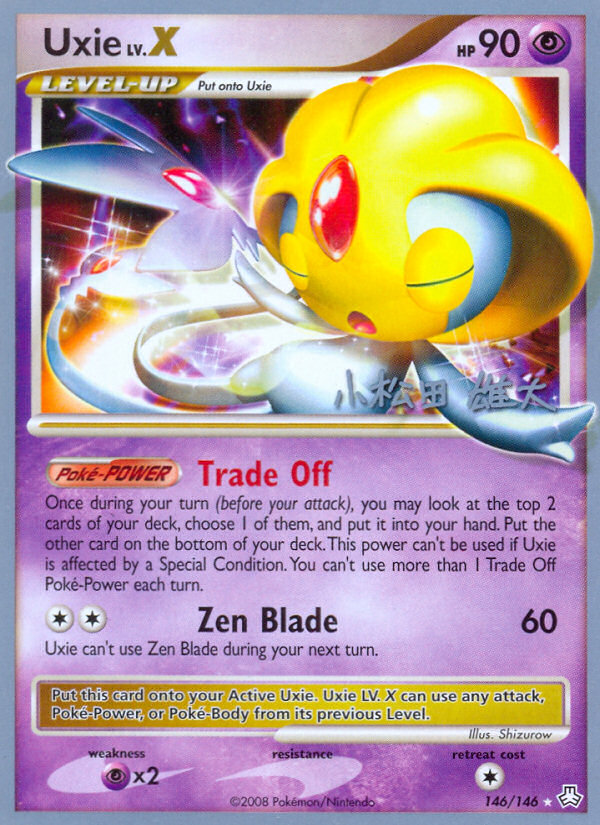 Uxie LV. X HP 90
LEVEL-UP Put onto Uxie
小松田 雄太
Poké-POWER Trade Off
Once during your turn (before your attack), you may look at the top 2
cards of your deck, choose 1 of them, and put it into your hand. Put the
other card on the bottom of your deck. This power can't be used if Uxie
is affected by a Special Condition. You can't use more than 1 Trade Off
Poké-Power each turn.
Zen Blade 60
Uxie can't use Zen Blade during your next turn.
Put this card onto your Active Uxie. Uxie LV. X can use any attack,
Poké-Power, or Poké-Body from its previous Level.
Illus. Shizurow
weakness resistance retreat cost
x2
©2008 Pokémon/Nintendo 146/146